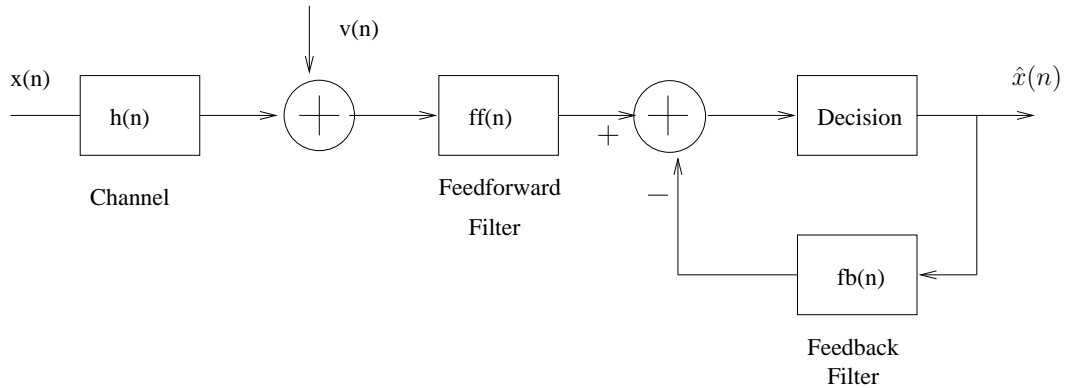 v(n)
x(n)
h(n)
Channel
ff(n)
Feedforward
Filter
+
−
Decision
x̂(n)
fb(n)
Feedback
Filter